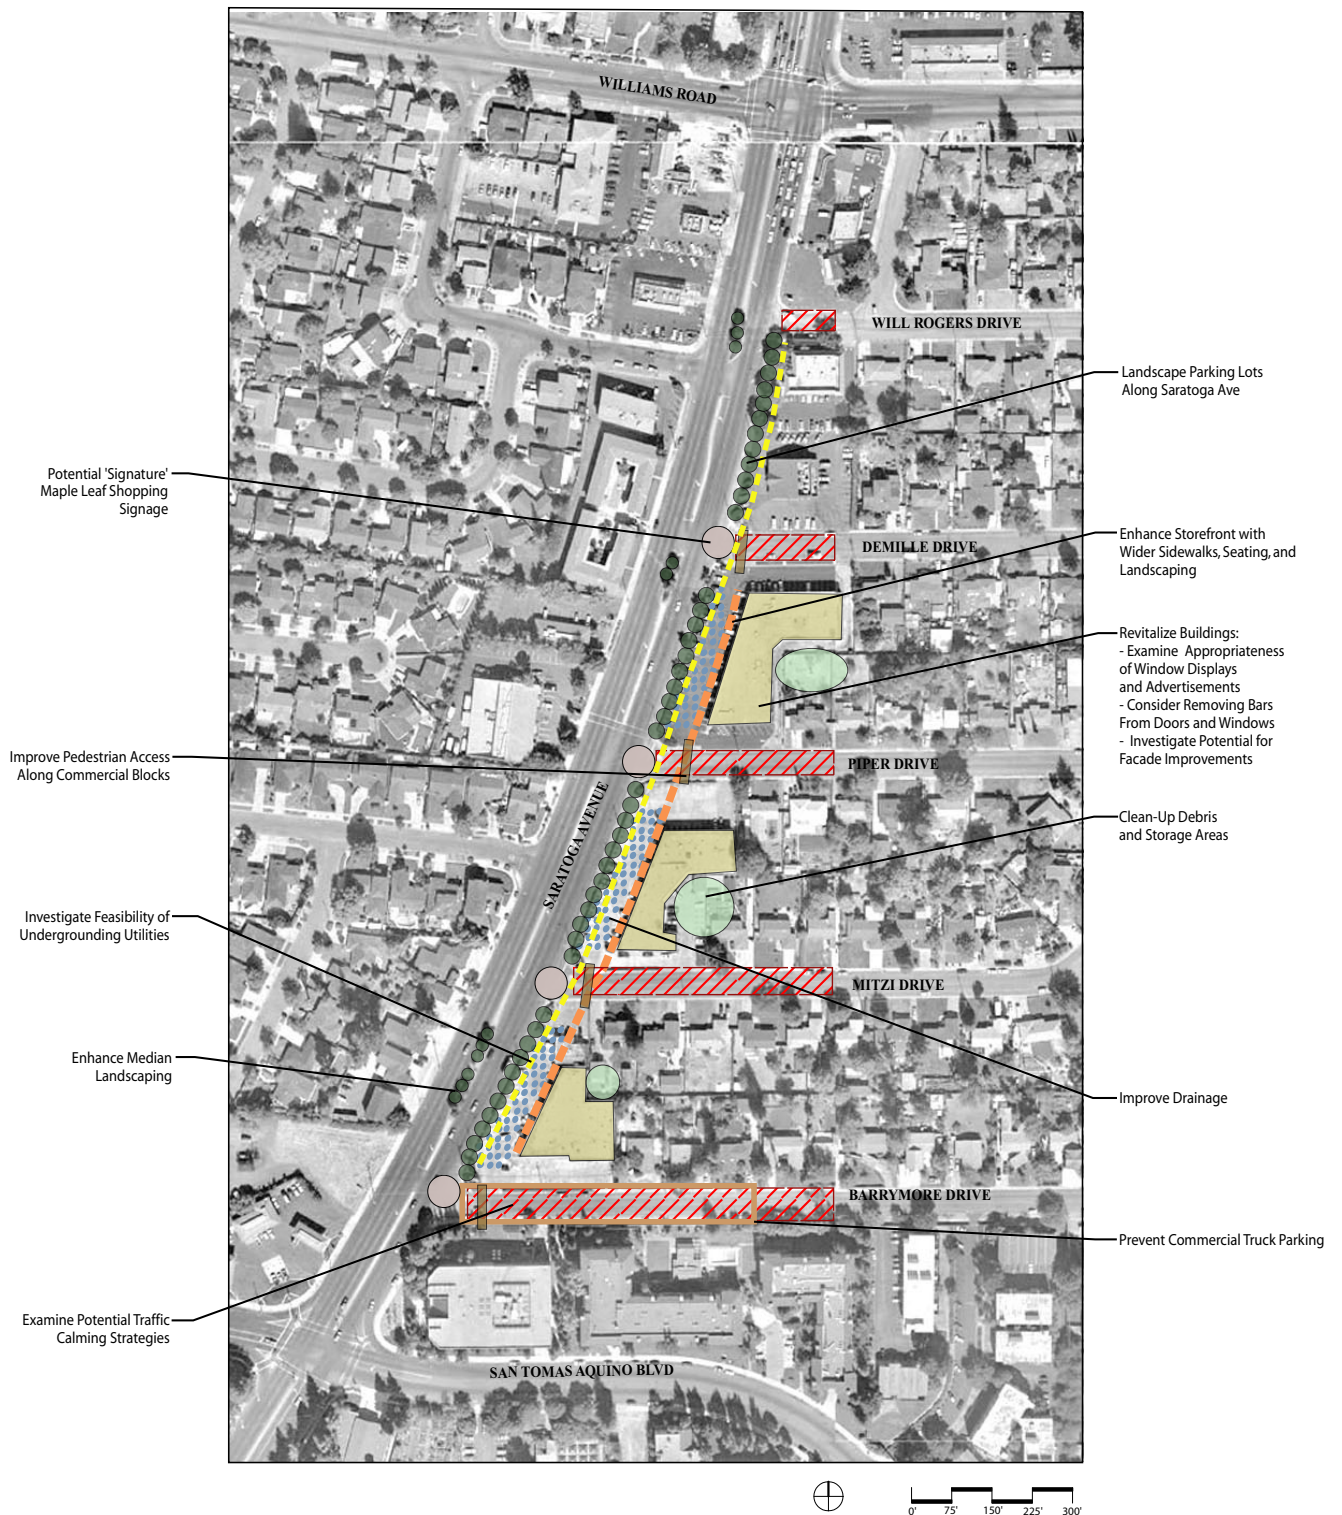 WILLIAMS ROAD
WILL ROGERS DRIVE
Landscape Parking Lots
Along Saratoga Ave
Potential 'Signature'
Maple Leaf Shopping
Signage
Enhance Storefront with
Wider Sidewalks, Seating, and
Landscaping
DEMILLE DRIVE
Revitalize Buildings:
- Examine Appropriateness
of Window Displays
and Advertisements
- Consider Removing Bars
From Doors and Windows
- Investigate Potential for
Facade Improvements
Improve Pedestrian Access
Along Commercial Blocks
PIPER DRIVE
SARATOGA AVENUE
Clean-Up Debris
and Storage Areas
Investigate Feasibility of
Undergrounding Utilities
MITZI DRIVE
Enhance Median
Landscaping
Improve Drainage
BARRYMORE DRIVE
Prevent Commercial Truck Parking
Examine Potential Traffic
Calming Strategies
SAN TOMAS AQUINO BLVD
0' 75' 150' 225' 300'